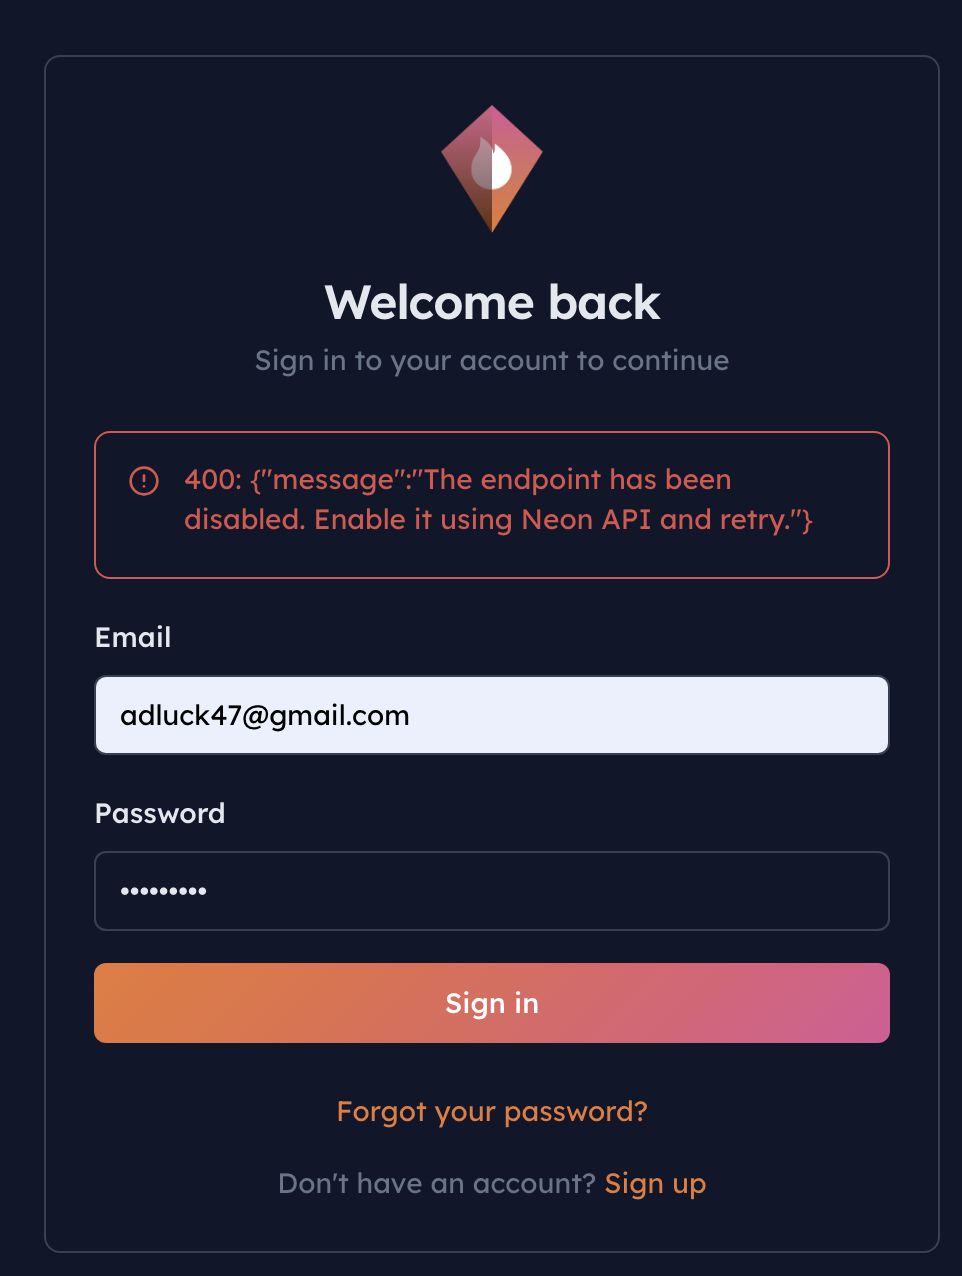 Welcome back
Sign in to your account to continue
400: {"message":"The endpoint has been
disabled. Enable it using Neon API and retry."}
Email
adluck47@gmail.com
Password
•••••••••
Sign in
Forgot your password?
Don't have an account? Sign up